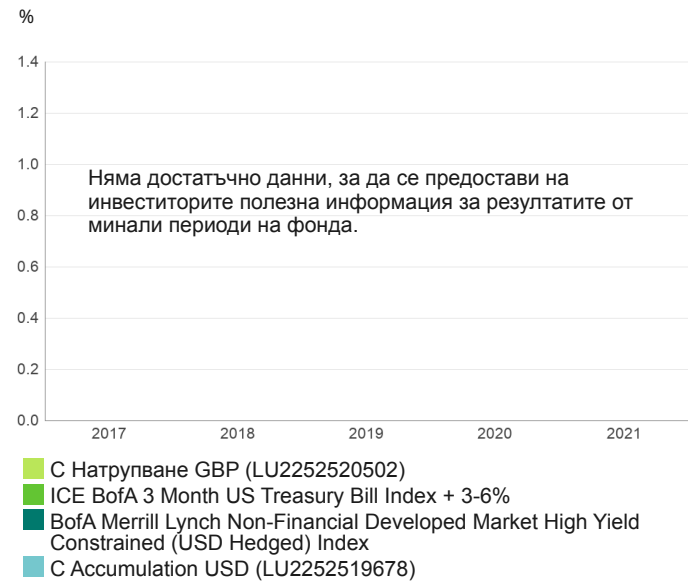 %
1.4
1.2
1.0
Няма достатъчно данни, за да се предостави на
инвеститорите полезна информация за резултатите от
0.8
минали периоди на фонда.
0.6
0.4
0.2
0.0
2017 2018 2019 2020 2021
C Натрупване GBP (LU2252520502)
ICE BofA 3 Month US Treasury Bill Index + 3-6%
BofA Merrill Lynch Non-Financial Developed Market High Yield
Constrained (USD Hedged) Index
C Accumulation USD (LU2252519678)